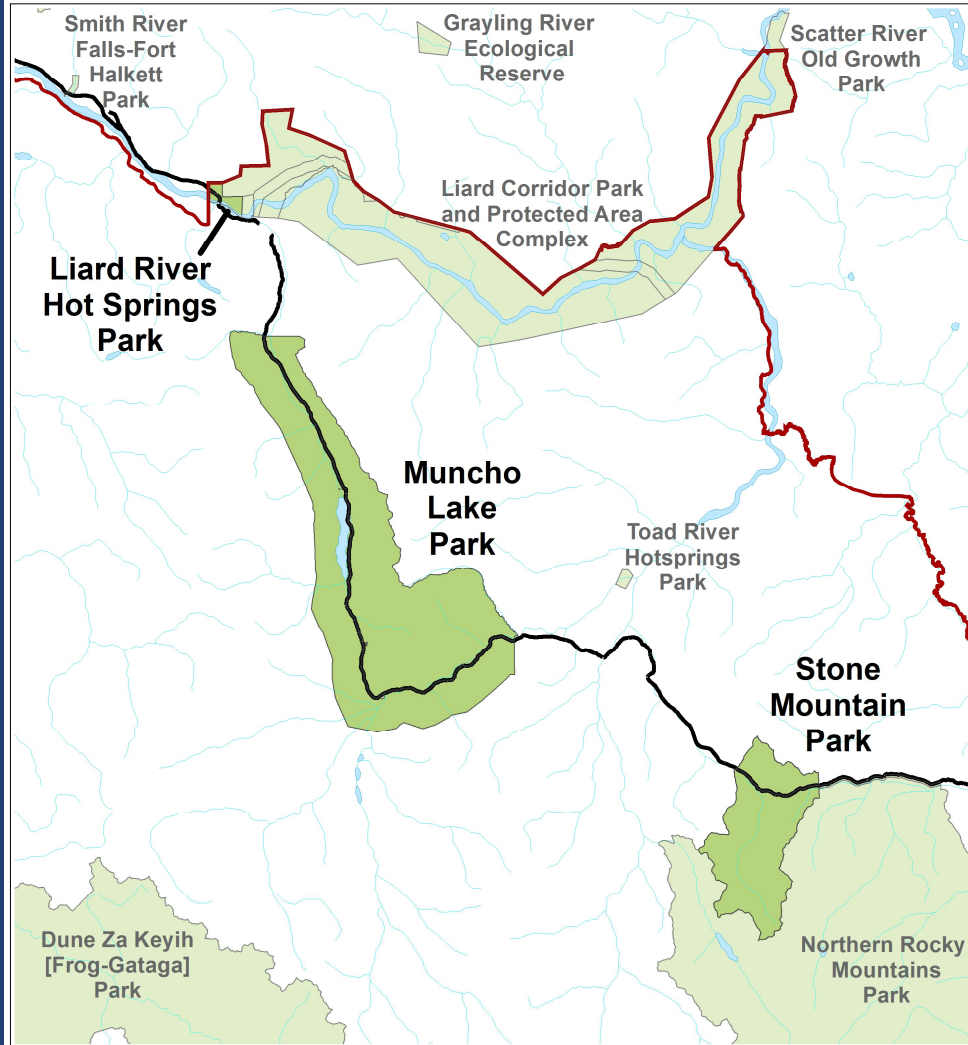 Smith River
Falls-Fort
Halkett
Park
Grayling River
Ecological
Reserve
Scatter River
Old Growth
Park
Liard Corridor Park
and Protected Area
Complex
Liard River
Hot Springs
Park
Muncho
Lake
Park
Toad River
Hotsprings
Park
Stone
Mountain
Park
Dune Za Keyih
[Frog-Gataga]
Park
Northern Rocky
Mountains
Park